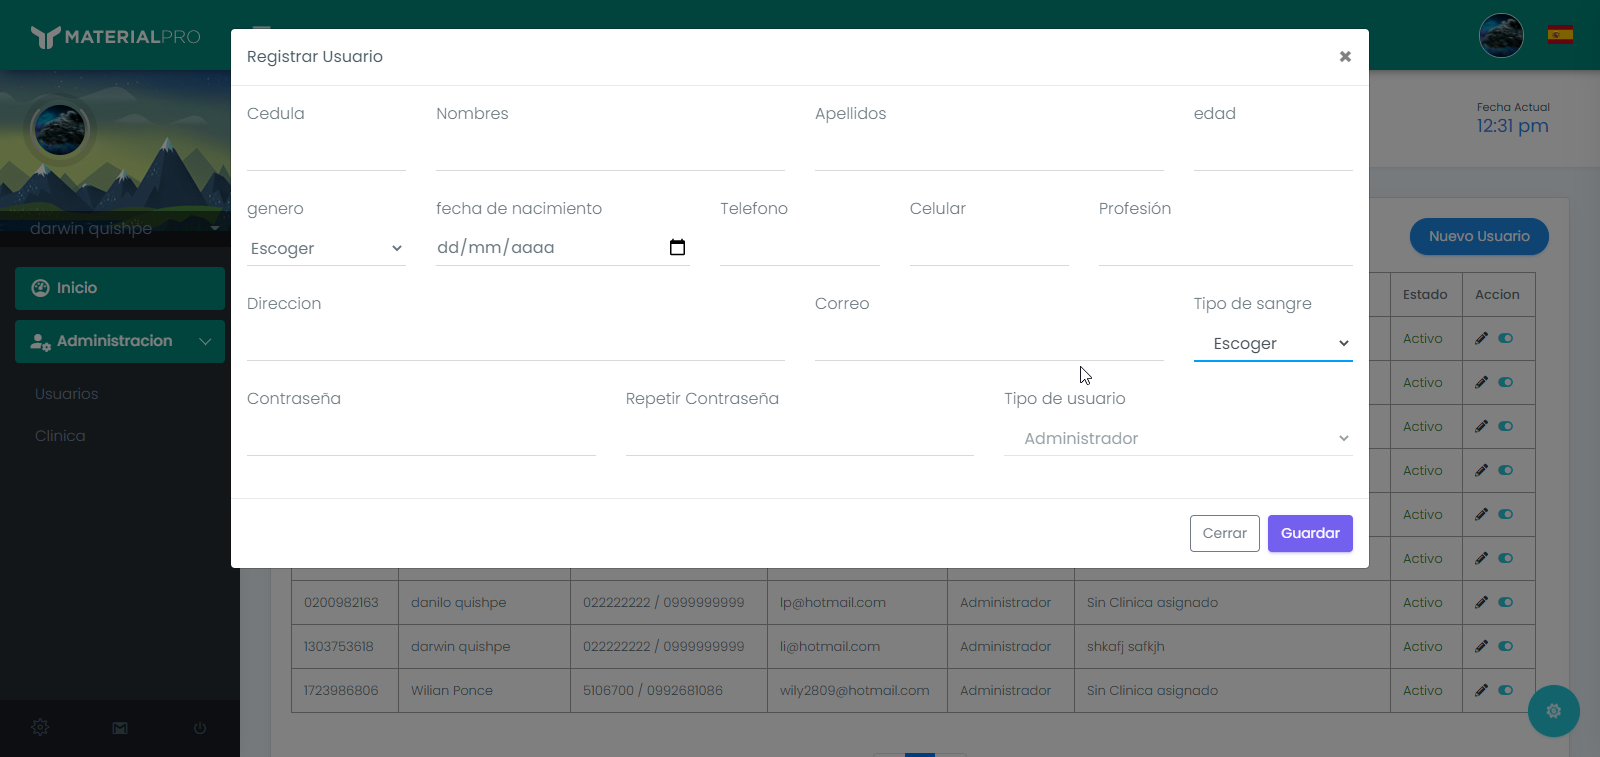 MATERIALPRO
Registrar Usuario
Cedula
Nombres
Apellidos
edad
genero
fecha de nacimiento
Telefono
Celular
Profesión
Escoger
dd/mm/aaaa
Direccion
Correo
Tipo de sangre
Escoger
Contraseña
Repetir Contraseña
Tipo de usuario
Administrador
Cerrar
Guardar
Fecha Actual
12:31 pm
darwin quishpe
Inicio
Administracion
Usuarios
Clinica
Nuevo Usuario
Estado Accion
Activo
Activo
Activo
Activo
Activo
Activo
0200982163 danilo quishpe 022222222 / 0999999999 lp@hotmail.com Administrador Sin Clinica asignado Activo
1303753618 darwin quishpe 022222222 / 0999999999 li@hotmail.com Administrador shkafj safkjh Activo
1723986806 Wilian Ponce 5106700 / 0992681086 wily2809@hotmail.com Administrador Sin Clinica asignado Activo